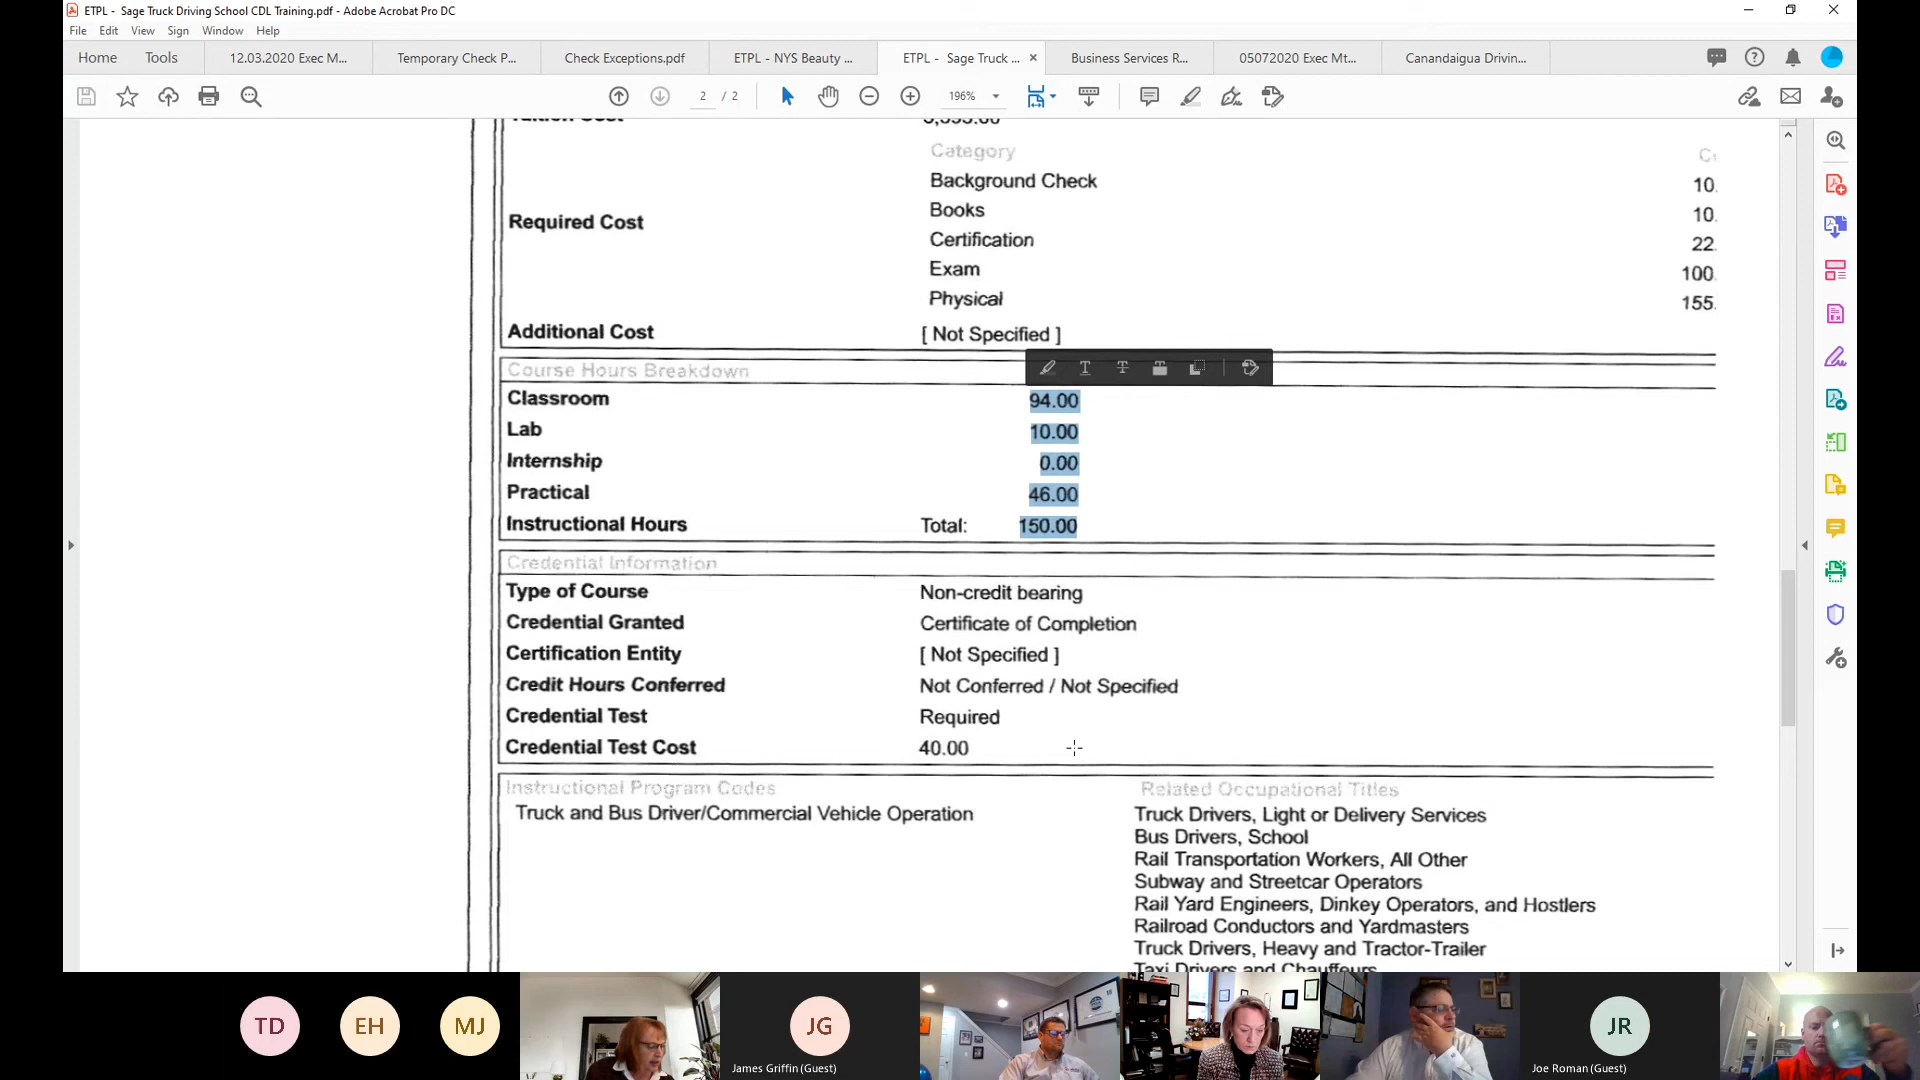 ETPL - Sage Truck Driving School CDL Training.pdf - Adobe Acrobat Pro DC
File Edit View Sign Window Help
Home Tools 12.03.2020 Exec M... Temporary Check P... Check Exceptions.pdf ETPL - NYS Beauty ... ETPL - Sage Truck ... × Business Services R... 05072020 Exec Mt... Canandaigua Drivin...
2 / 2 196%
Tuition Cost 5,595.00
Category
Background Check 10.
Books 10.
Required Cost
Certification 22.
Exam 100.
Physical 155.
Additional Cost [ Not Specified ]
Course Hours Breakdown
Classroom 94.00
Lab 10.00
Internship 0.00
Practical 46.00
Instructional Hours Total: 150.00
Credential Information
Type of Course Non-credit bearing
Credential Granted Certificate of Completion
Certification Entity [ Not Specified ]
Credit Hours Conferred Not Conferred / Not Specified
Credential Test Required
Credential Test Cost 40.00
Instructional Program Codes Related Occupational Titles
Truck and Bus Driver/Commercial Vehicle Operation Truck Drivers, Light or Delivery Services
Bus Drivers, School
Rail Transportation Workers, All Other
Subway and Streetcar Operators
Rail Yard Engineers, Dinkey Operators, and Hostlers
Railroad Conductors and Yardmasters
Truck Drivers, Heavy and Tractor-Trailer
Taxi Drivers and Chauffeurs
TD EH MJ JG JR
James Griffin (Guest) Joe Roman (Guest)